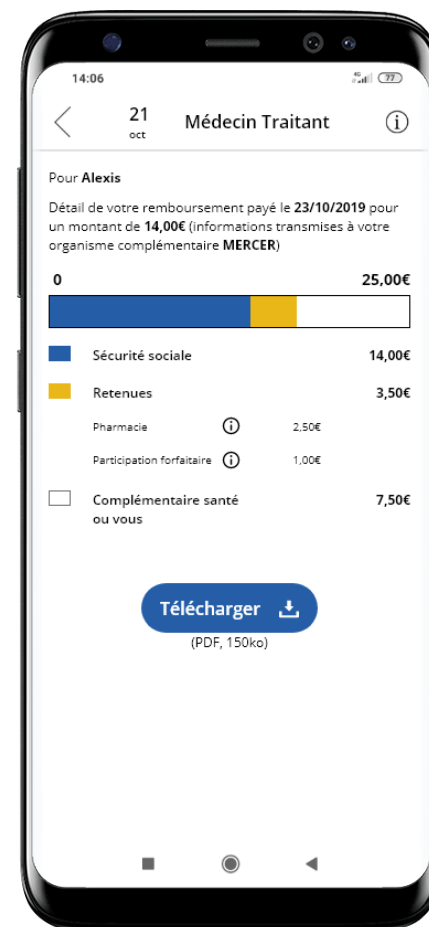 14:06
4G 77
21
oct
Médecin Traitant
Pour Alexis
Détail de votre remboursement payé le 23/10/2019 pour
un montant de 14,00€ (informations transmises à votre
organisme complémentaire MERCER)
0 25,00€
Sécurité sociale 14,00€
Retenues 3,50€
Pharmacie 2,50€
Participation forfaitaire 1,00€
Complémentaire santé 7,50€
ou vous
Télécharger
(PDF, 150ko)